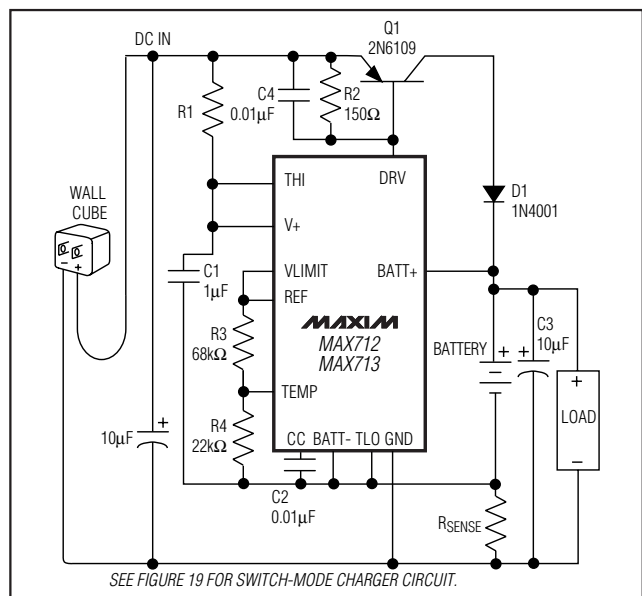 Q1
2N6109
DC IN
R1
C4
0.01µF
R2
150Ω
THI
DRV
WALL
CUBE
V+
D1
1N4001
C1
1µF
VLIMIT
REF
BATT+
R3
68kΩ
MAXIM
MAX712
MAX713
BATTERY
+
+
C3
10µF
+
LOAD
−
TEMP
− +
10µF
+
R4
22kΩ
CC BATT- TLO GND
C2
0.01µF
RSENSE
SEE FIGURE 19 FOR SWITCH-MODE CHARGER CIRCUIT.